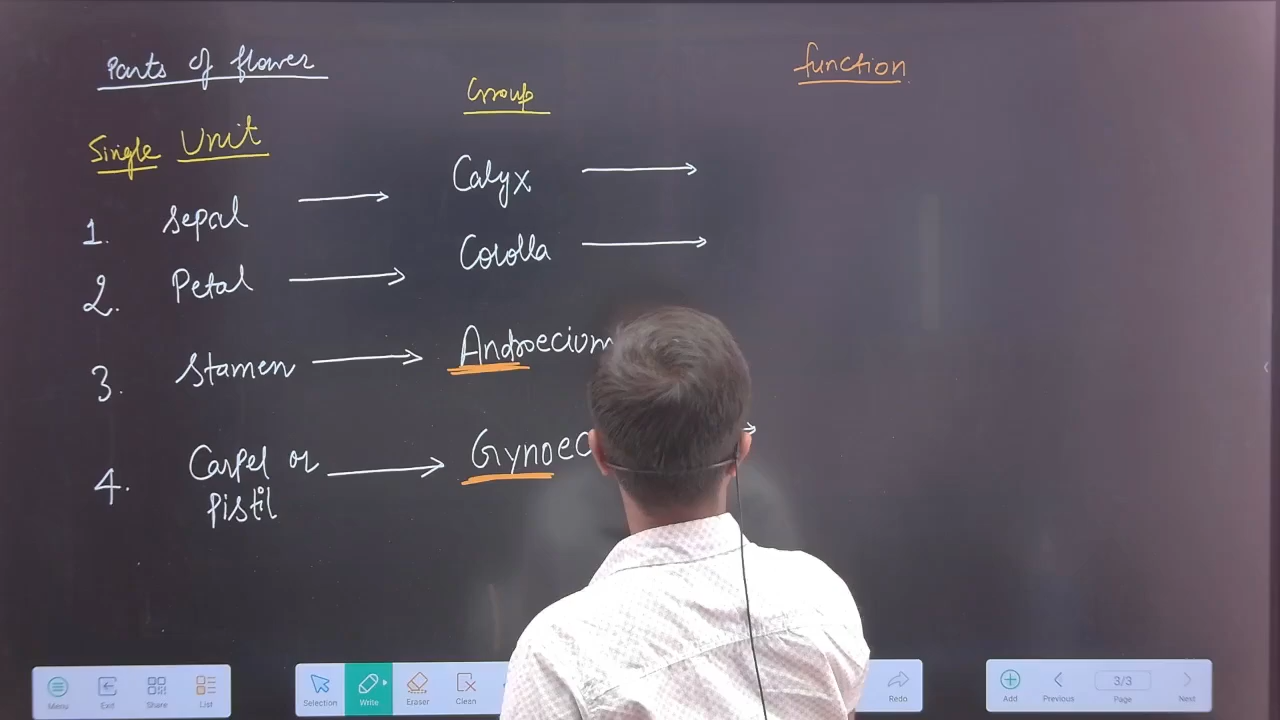 Parts of flower
Group
function
Single Unit
1. Sepal → Calyx →
2. Petal → Corolla →
3. Stamen → Androecium
4. Carpel or Pistil → Gynoec →
Menu
Exit
Share
List
Selection
Write
Eraser
Clean
Redo
Add
Previous
3/3
Page
Next